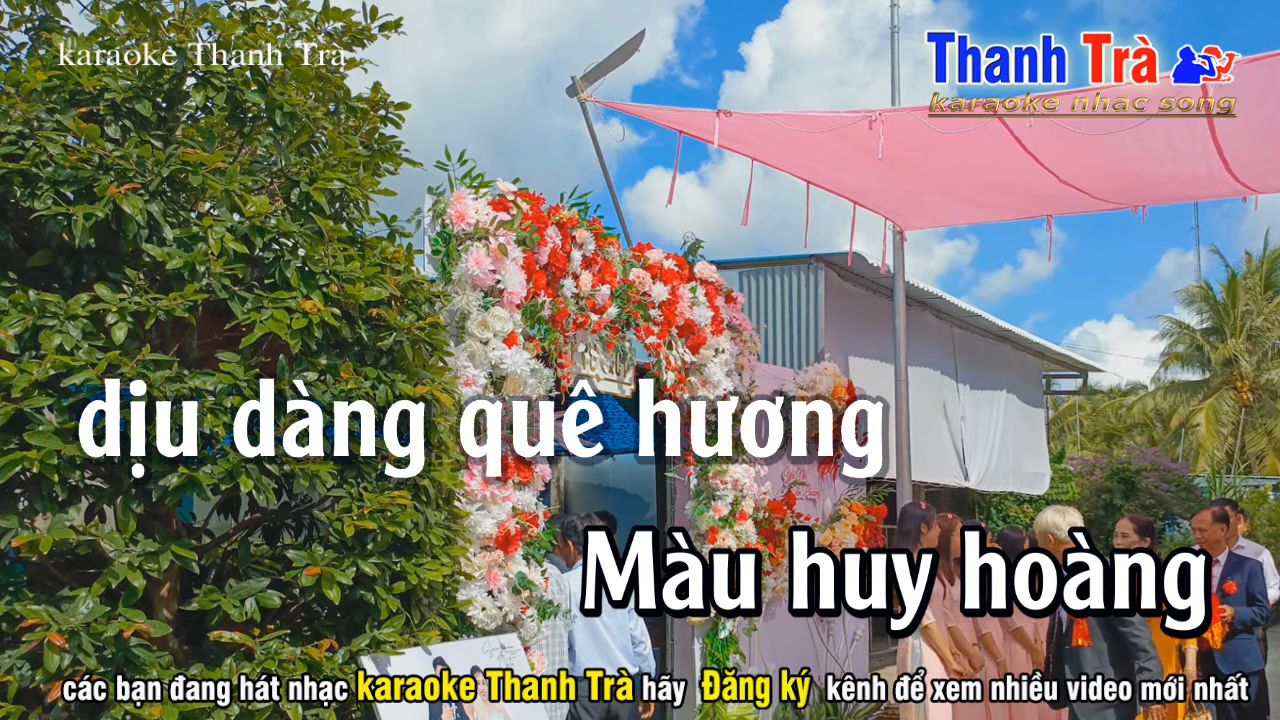 karaoke Thanh Trà
Thanh Trà
karaoke nhac song
dịu dàng quê hương
Màu huy hoàng
các bạn đang hát nhạc karaoke Thanh Trà hãy Đăng ký kênh để xem nhiều video mới nhất